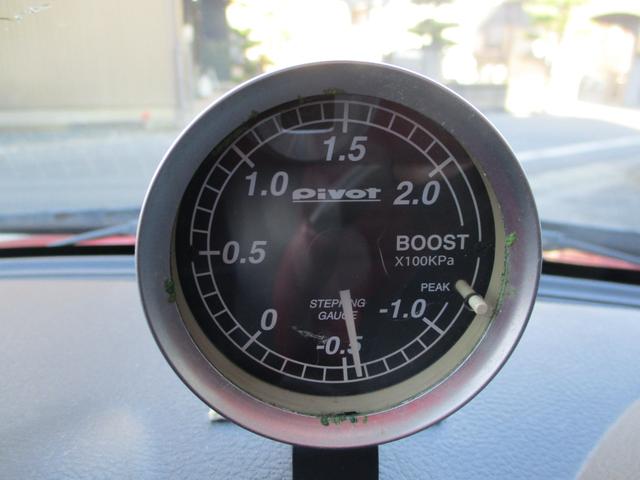 1.5
1.0
Pivot
2.0
0.5
BOOST
X100KPa
PEAK
STEPPING
GAUGE
-1.0
0
-0.5